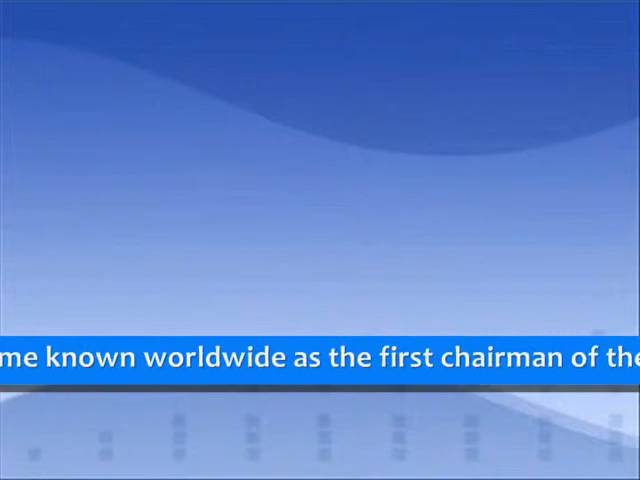 me known worldwide as the first chairman of the